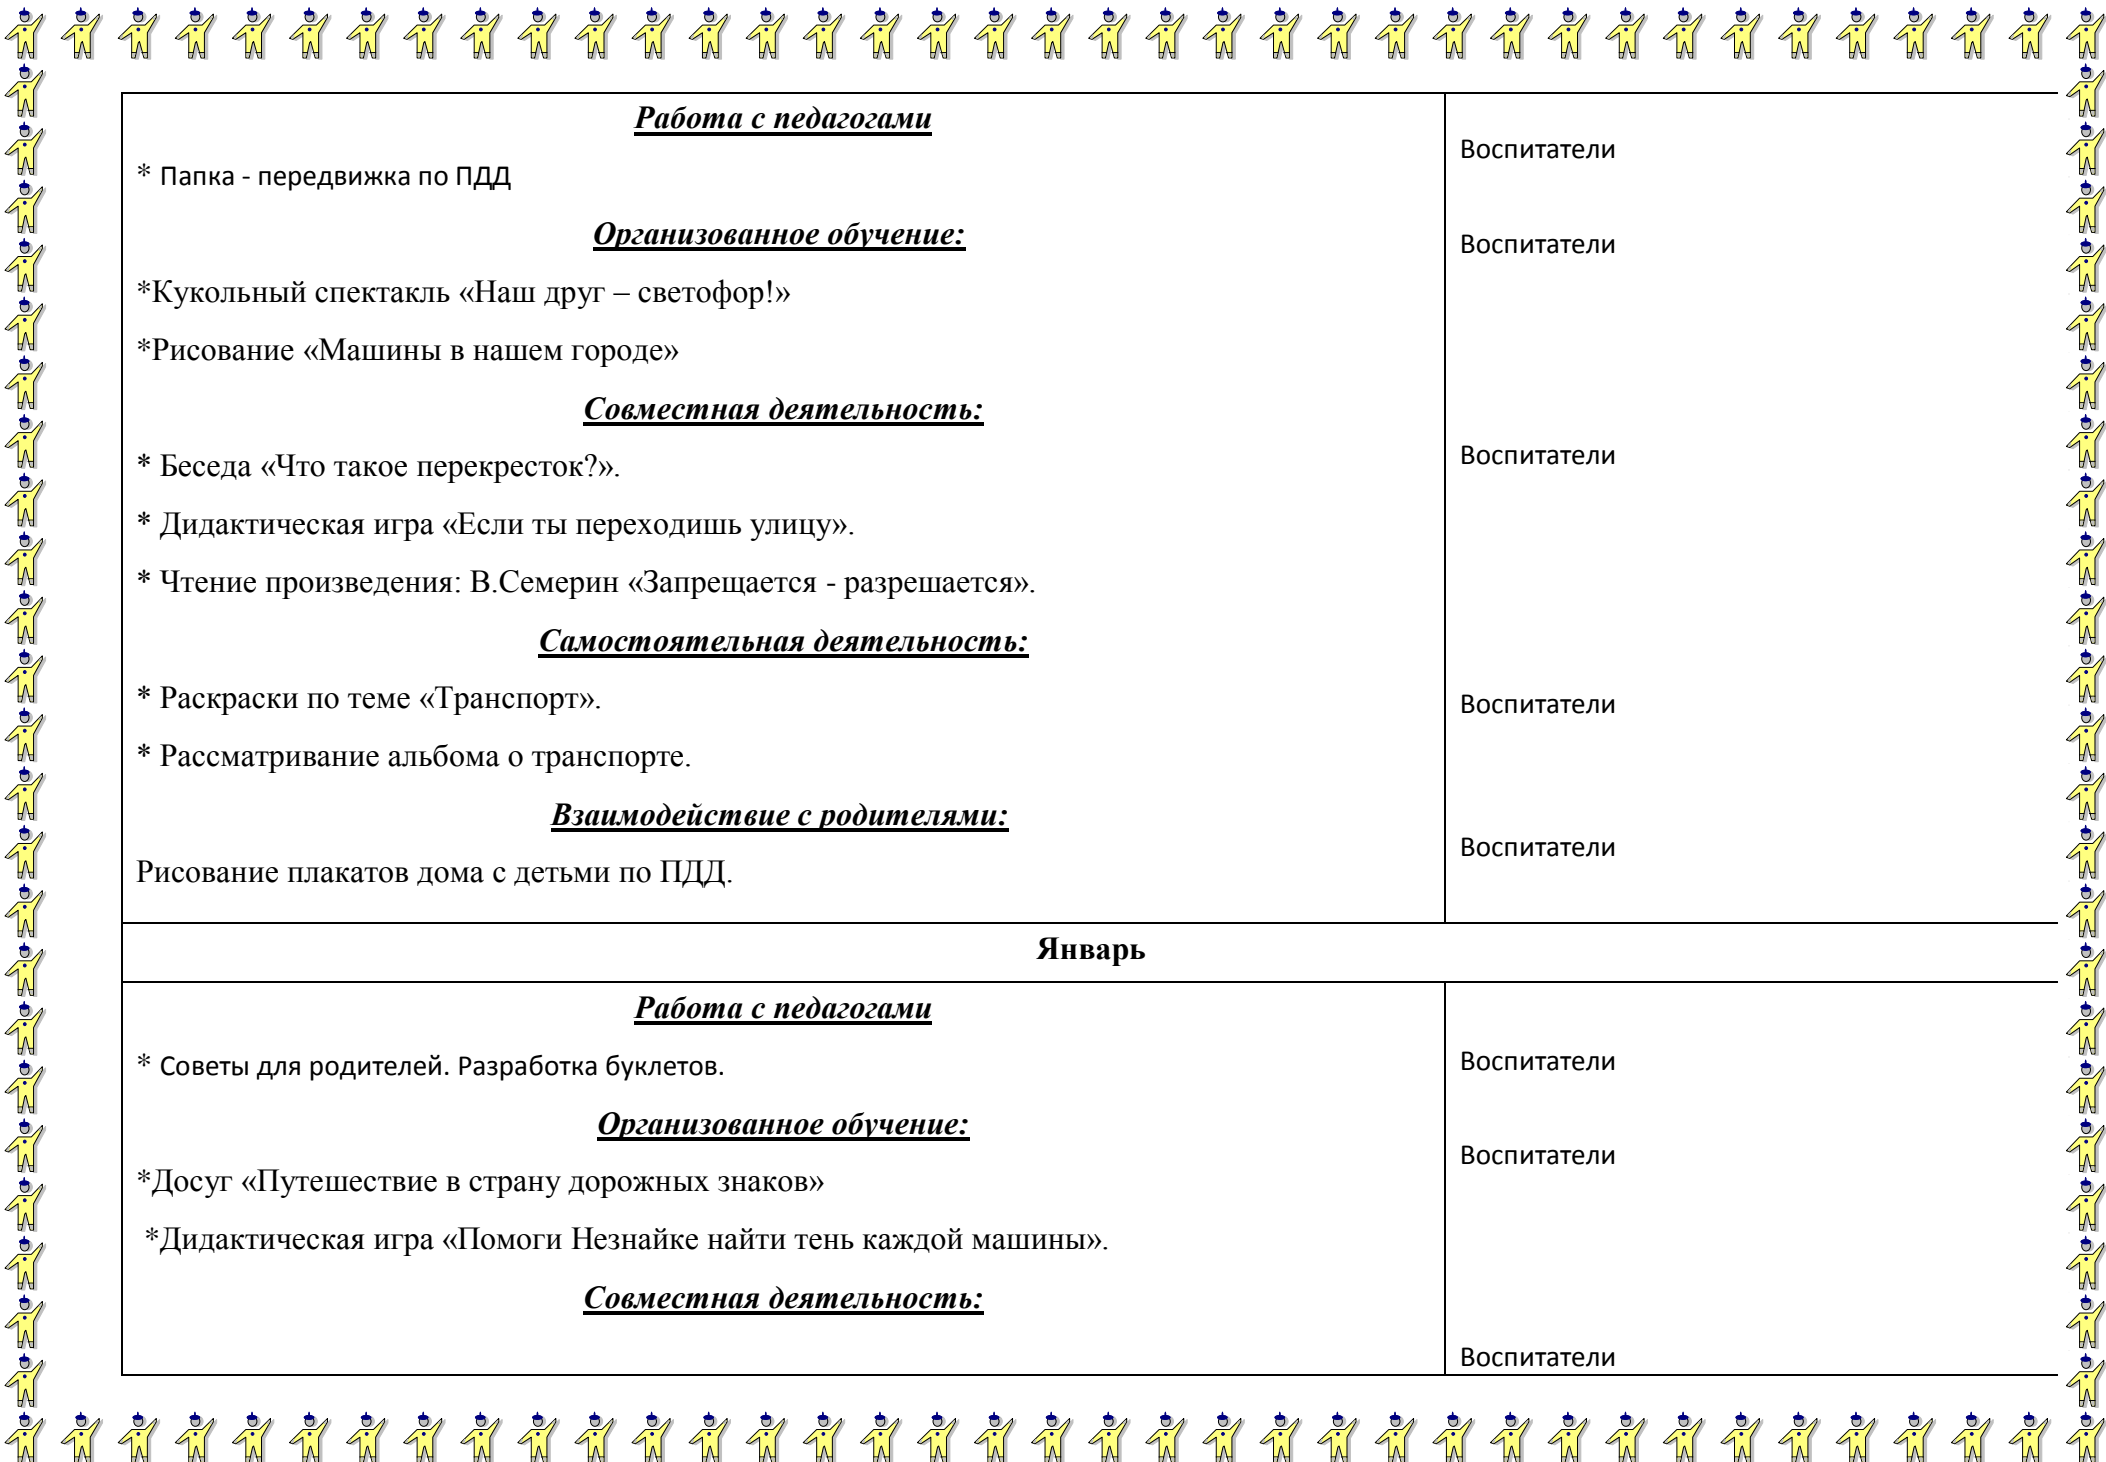 Работа с педагогами
* Папка - передвижка по ПДД
Организованное обучение:
*Кукольный спектакль «Наш друг – светофор!»
*Рисование «Машины в нашем городе»
Совместная деятельность:
* Беседа «Что такое перекресток?».
* Дидактическая игра «Если ты переходишь улицу».
* Чтение произведения: В.Семерин «Запрещается - разрешается».
Самостоятельная деятельность:
* Раскраски по теме «Транспорт».
* Рассматривание альбома о транспорте.
Взаимодействие с родителями:
Рисование плакатов дома с детьми по ПДД.
Воспитатели
Воспитатели
Воспитатели
Воспитатели
Воспитатели
Январь
Работа с педагогами
* Советы для родителей. Разработка буклетов.
Организованное обучение:
*Досуг «Путешествие в страну дорожных знаков»
*Дидактическая игра «Помоги Незнайке найти тень каждой машины».
Совместная деятельность:
Воспитатели
Воспитатели
Воспитатели